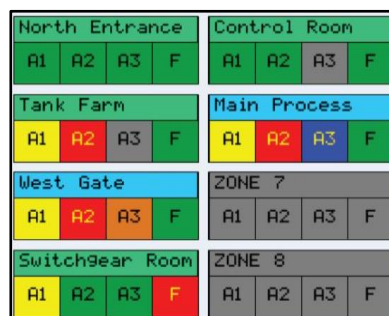 North Entrance
A1 A2 A3 F
Control Room
A1 A2 A3 F
Tank Farm
A1 A2 A3 F
Main Process
A1 A2 A3 F
West Gate
A1 A2 A3 F
ZONE 7
A1 A2 A3 F
Switchgear Room
A1 A2 A3 F
ZONE 8
A1 A2 A3 F